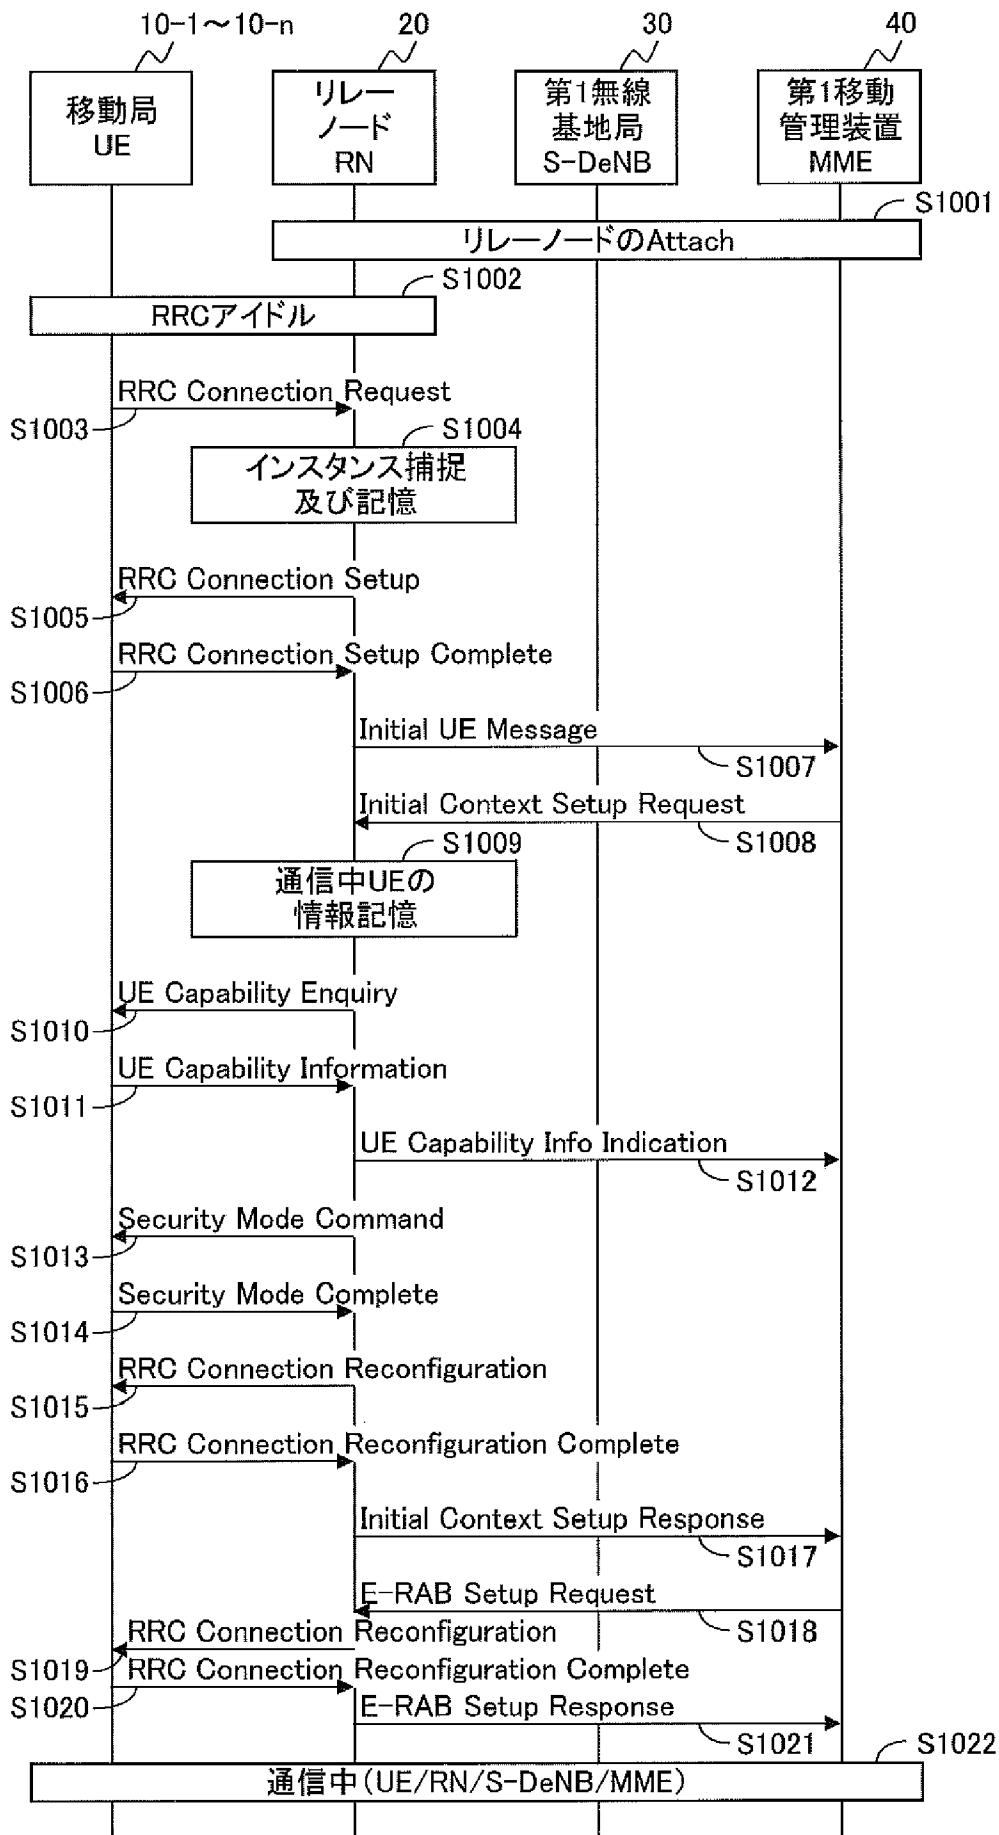 10-1～10-n
20
30
40
移動局
UE
リレー
ノード
RN
第1無線
基地局
S-DeNB
第1移動
管理装置
MME
S1001
リレーノードのAttach
S1002
RRCアイドル
RRC Connection Request
S1003
S1004
インスタンス捕捉
及び記憶
RRC Connection Setup
S1005
RRC Connection Setup Complete
S1006
Initial UE Message
S1007
Initial Context Setup Request
S1008
S1009
通信中UEの
情報記憶
UE Capability Enquiry
S1010
UE Capability Information
S1011
UE Capability Info Indication
S1012
Security Mode Command
S1013
Security Mode Complete
S1014
RRC Connection Reconfiguration
S1015
RRC Connection Reconfiguration Complete
S1016
Initial Context Setup Response
S1017
E-RAB Setup Request
S1018
RRC Connection Reconfiguration
S1019
RRC Connection Reconfiguration Complete
S1020
E-RAB Setup Response
S1021
S1022
通信中(UE/RN/S-DeNB/MME)